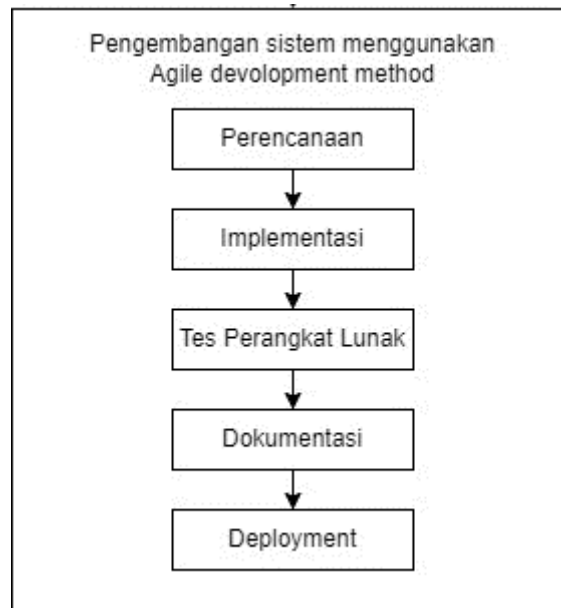 Pengembangan sistem menggunakan
Agile devolopment method
Perencanaan
Implementasi
Tes Perangkat Lunak
Dokumentasi
Deployment